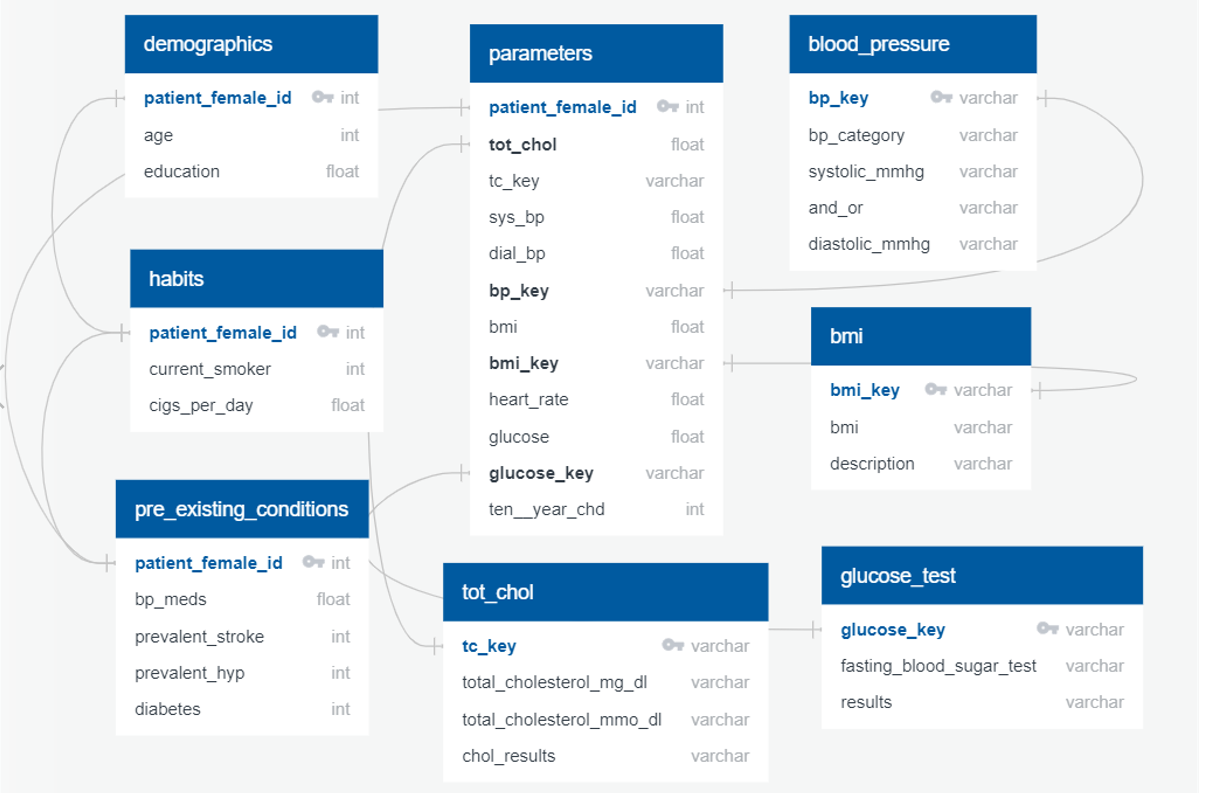 demographics
patient_female_id int
age int
education float
habits
patient_female_id int
current_smoker int
cigs_per_day float
pre_existing_conditions
patient_female_id int
bp_meds float
prevalent_stroke int
prevalent_hyp int
diabetes int
parameters
patient_female_id int
tot_chol float
tc_key varchar
sys_bp float
dial_bp float
bp_key varchar
bmi float
bmi_key varchar
heart_rate float
glucose float
glucose_key varchar
ten__year_chd int
tot_chol
tc_key varchar
total_cholesterol_mg_dl varchar
total_cholesterol_mmo_dl varchar
chol_results varchar
blood_pressure
bp_key varchar
bp_category varchar
systolic_mmhg varchar
and_or varchar
diastolic_mmhg varchar
bmi
bmi_key varchar
bmi varchar
description varchar
glucose_test
glucose_key varchar
fasting_blood_sugar_test varchar
results varchar